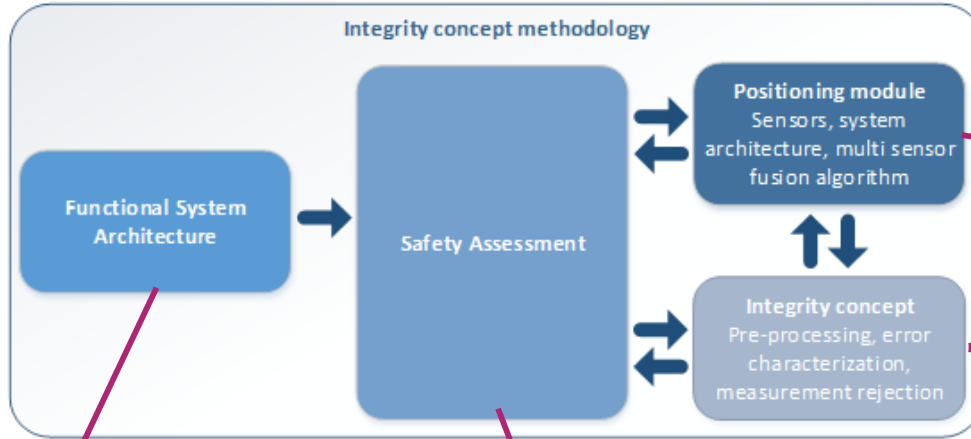 Integrity concept methodology
Functional System
Architecture
Safety Assessment
Positioning module
Sensors, system
architecture, multi sensor
fusion algorithm
Integrity concept
Pre-processing, error
characterization,
measurement rejection